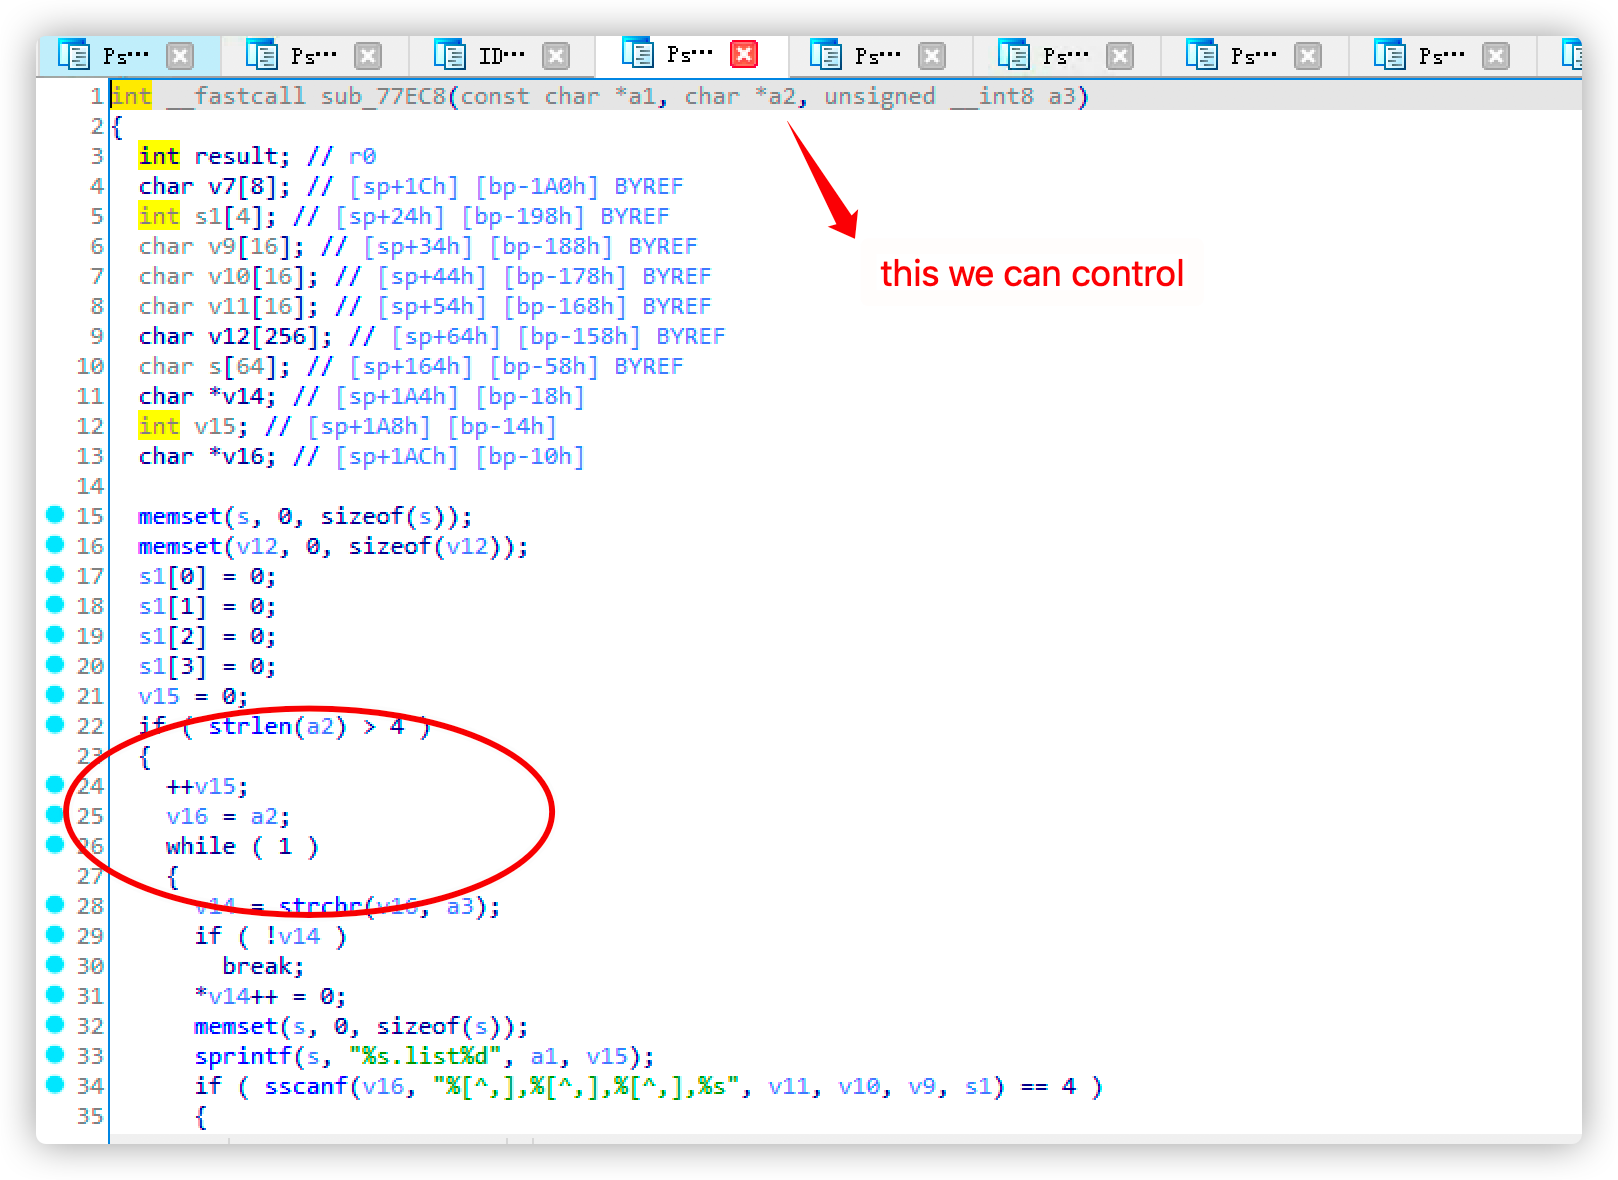 Ps··· Ps··· ID··· Ps··· Ps··· Ps··· Ps··· Ps···
1 int __fastcall sub_77EC8(const char *a1, char *a2, unsigned __int8 a3)
2 {
3 int result; // r0
4 char v7[8]; // [sp+1Ch] [bp-1A0h] BYREF
5 int s1[4]; // [sp+24h] [bp-198h] BYREF
6 char v9[16]; // [sp+34h] [bp-188h] BYREF
7 char v10[16]; // [sp+44h] [bp-178h] BYREF
this we can control
8 char v11[16]; // [sp+54h] [bp-168h] BYREF
9 char v12[256]; // [sp+64h] [bp-158h] BYREF
10 char s[64]; // [sp+164h] [bp-58h] BYREF
11 char *v14; // [sp+1A4h] [bp-18h]
12 int v15; // [sp+1A8h] [bp-14h]
13 char *v16; // [sp+1ACh] [bp-10h]
14
15 memset(s, 0, sizeof(s));
16 memset(v12, 0, sizeof(v12));
17 s1[0] = 0;
18 s1[1] = 0;
19 s1[2] = 0;
20 s1[3] = 0;
21 v15 = 0;
22 if ( strlen(a2) > 4 )
23 {
24 ++v15;
25 v16 = a2;
26 while ( 1 )
27 {
28 v14 = strchr(v16, a3);
29 if ( !v14 )
30 break;
31 *v14++ = 0;
32 memset(s, 0, sizeof(s));
33 sprintf(s, "%s.list%d", a1, v15);
34 if ( sscanf(v16, "%[^,],%[^,],%[^,],%s", v11, v10, v9, s1) == 4 )
35 {